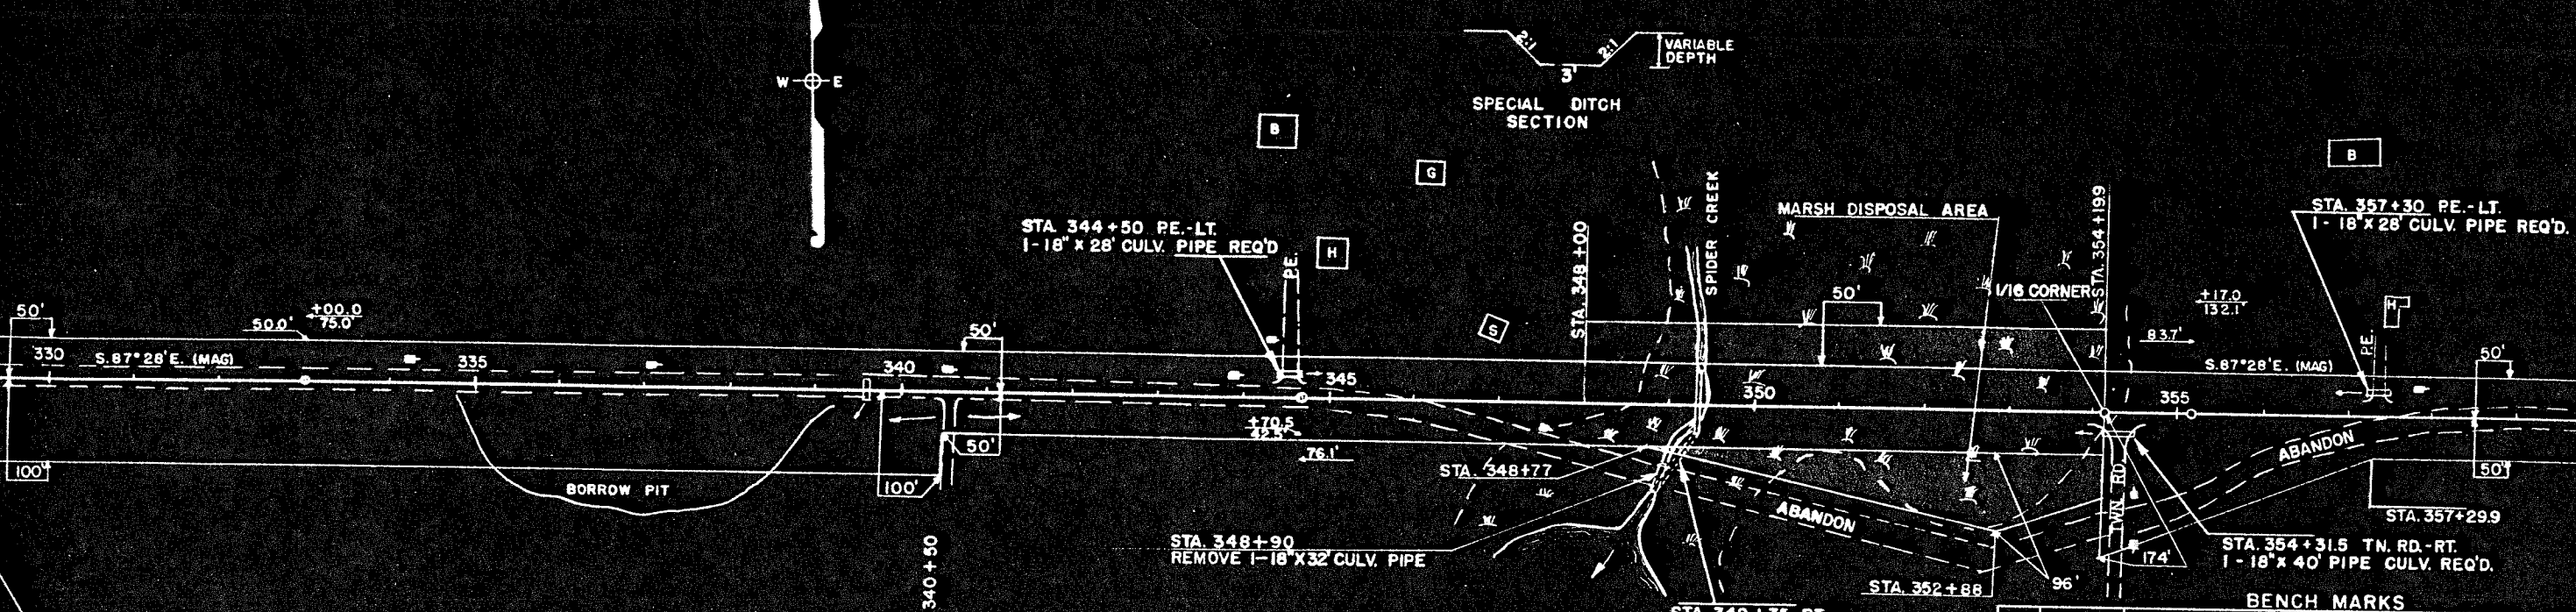 W E
2:1 2:1
3'
VARIABLE
DEPTH
SPECIAL DITCH
SECTION
B
G
H
S
B
H
SPIDER CREEK
MARSH DISPOSAL AREA
1/16 CORNER
STA. 348+00
STA. 354+199
STA. 344+50 P.E.-LT.
1-18" X 28' CULV. PIPE REQ'D
P.E.
STA. 357+30 P.E.-LT.
1-18"X 28' CULV. PIPE REQ'D.
P.E.
50'
50.0'
+00.0
75.0'
50'
50'
+17.0
132.1'
83.7'
50'
330
S.87°28'E. (MAG)
335
340
345
350
355
S.87°28'E. (MAG)
100'
BORROW PIT
100'
50'
+70.5
42.5'
76.1'
340+50
STA. 348+77
STA. 348+90
REMOVE 1-18"X32' CULV. PIPE
ABANDON
ABANDON
STA. 352+88
96'
174'
TWN RD.
50'
STA. 357+29.9
STA. 354+31.5 TN. RD.-RT.
1-18"X 40' PIPE CULV. REQ'D.
BENCH MARKS